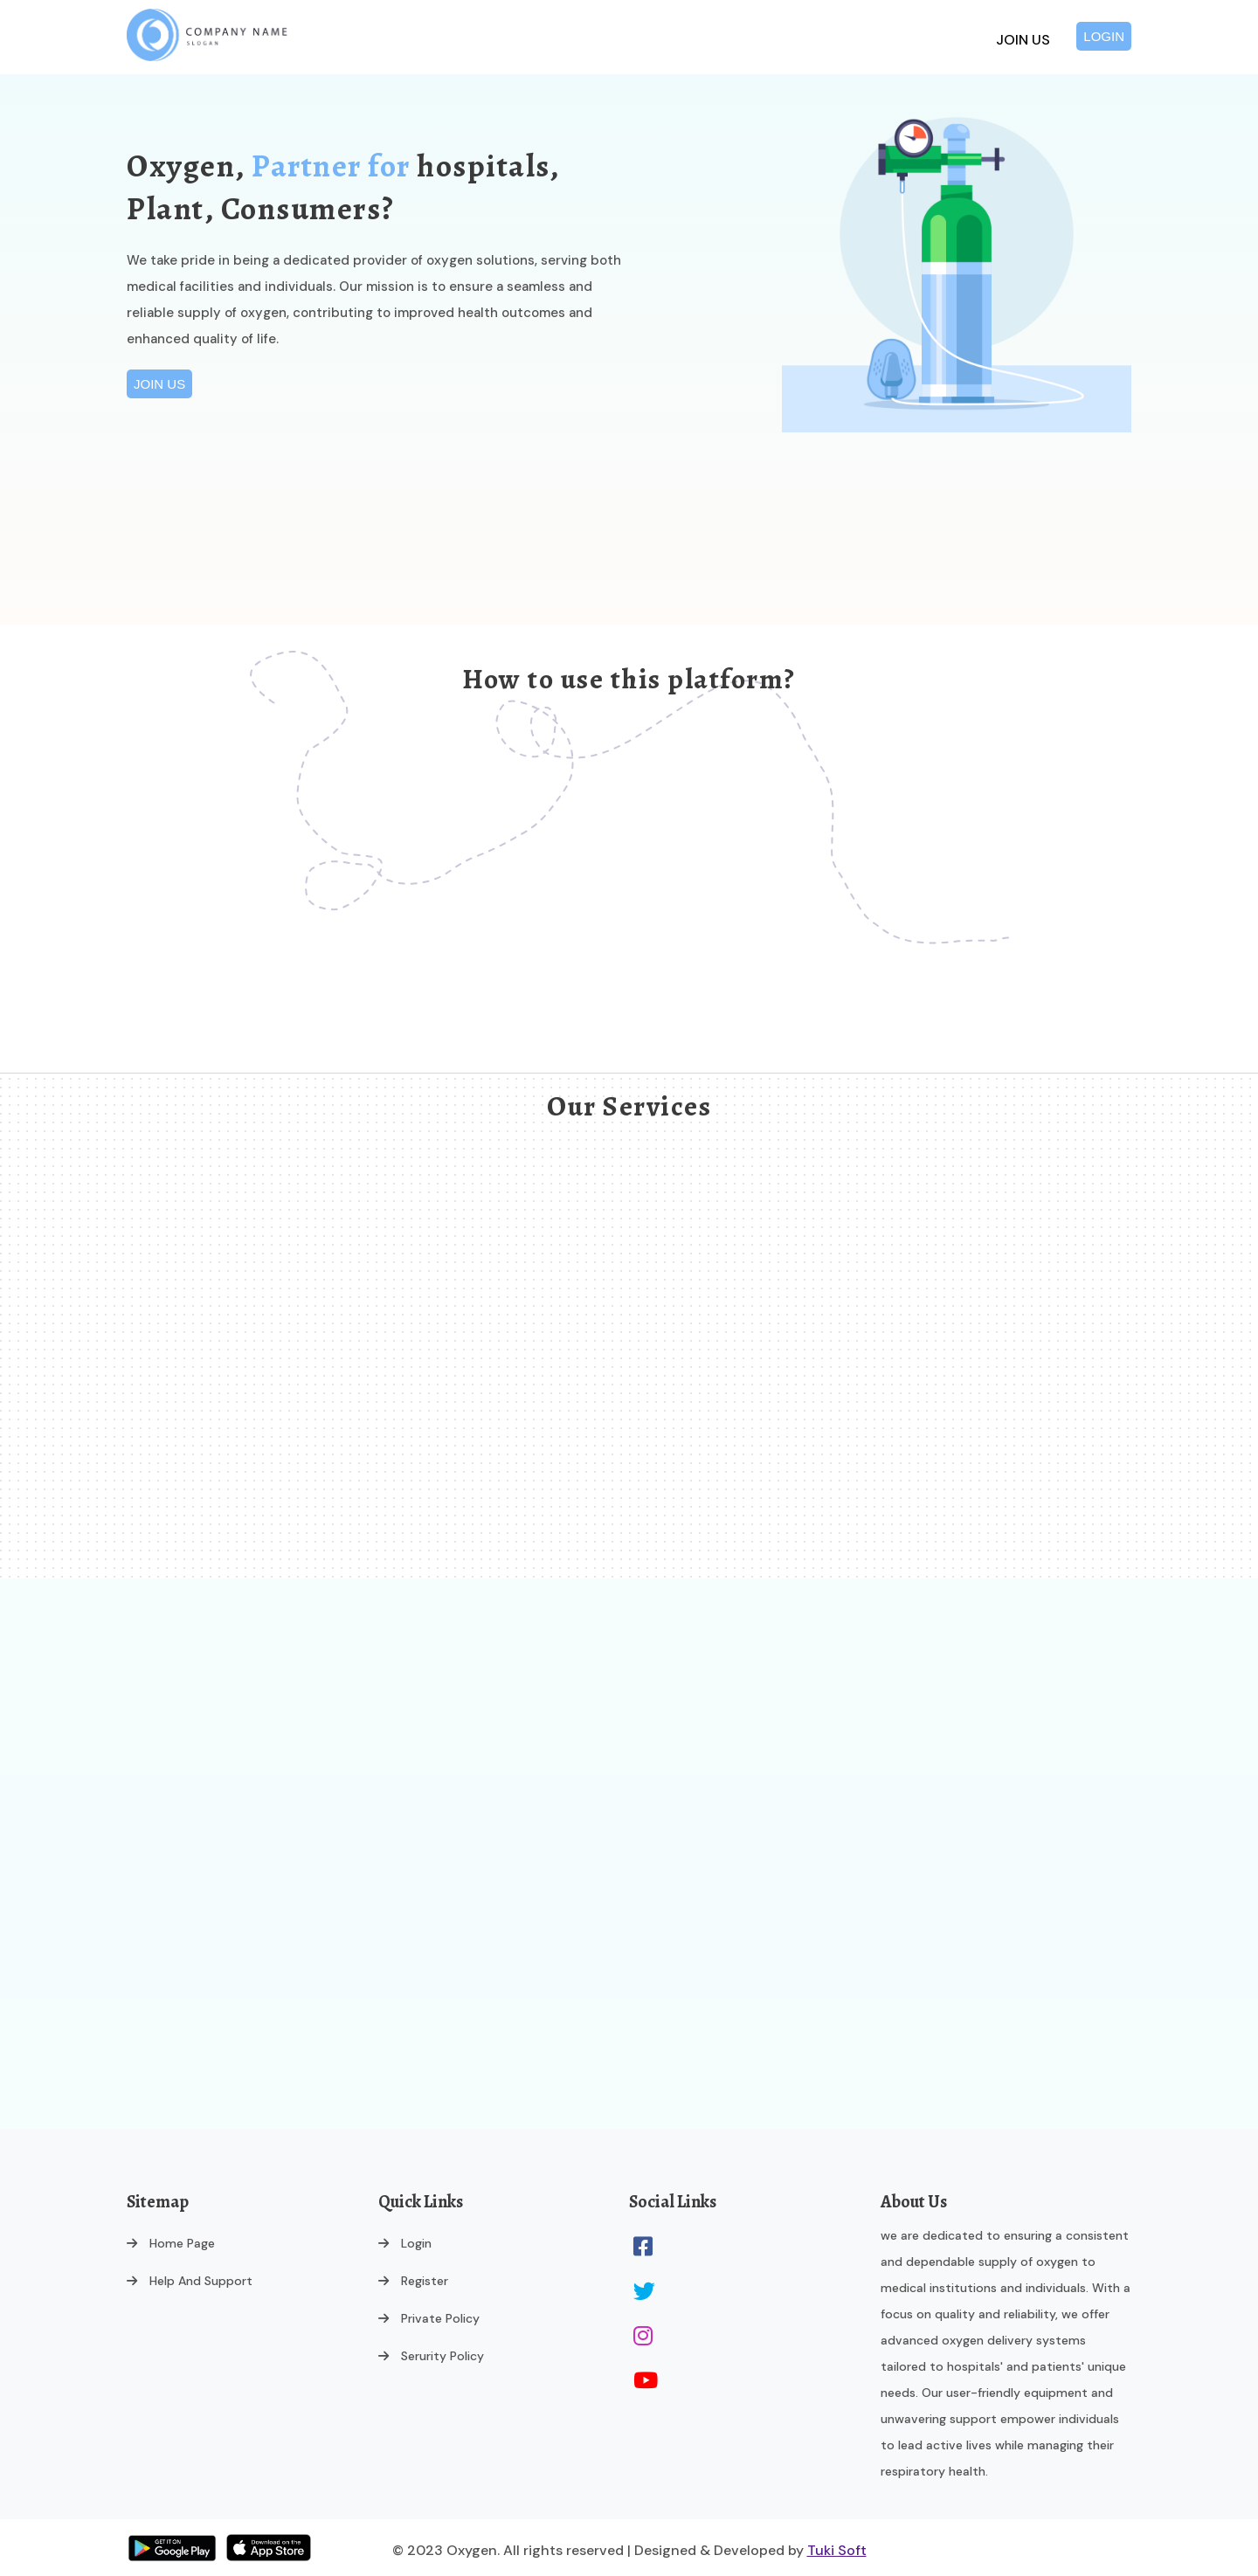 COMPANY NAME
SLOGAN
JOIN US
LOGIN
Oxygen, Partner for hospitals,
Plant, Consumers?
We take pride in being a dedicated provider of oxygen solutions, serving both
medical facilities and individuals. Our mission is to ensure a seamless and
reliable supply of oxygen, contributing to improved health outcomes and
enhanced quality of life.
JOIN US
How to use this platform?
Our Services
Sitemap
Home Page
Help And Support
Quick Links
Login
Register
Private Policy
Serurity Policy
Social Links
About Us
we are dedicated to ensuring a consistent
and dependable supply of oxygen to
medical institutions and individuals. With a
focus on quality and reliability, we offer
advanced oxygen delivery systems
tailored to hospitals' and patients' unique
needs. Our user-friendly equipment and
unwavering support empower individuals
to lead active lives while managing their
respiratory health.
GET IT ON
Google Play
Download on the
App Store
© 2023 Oxygen. All rights reserved | Designed & Developed by Tuki Soft